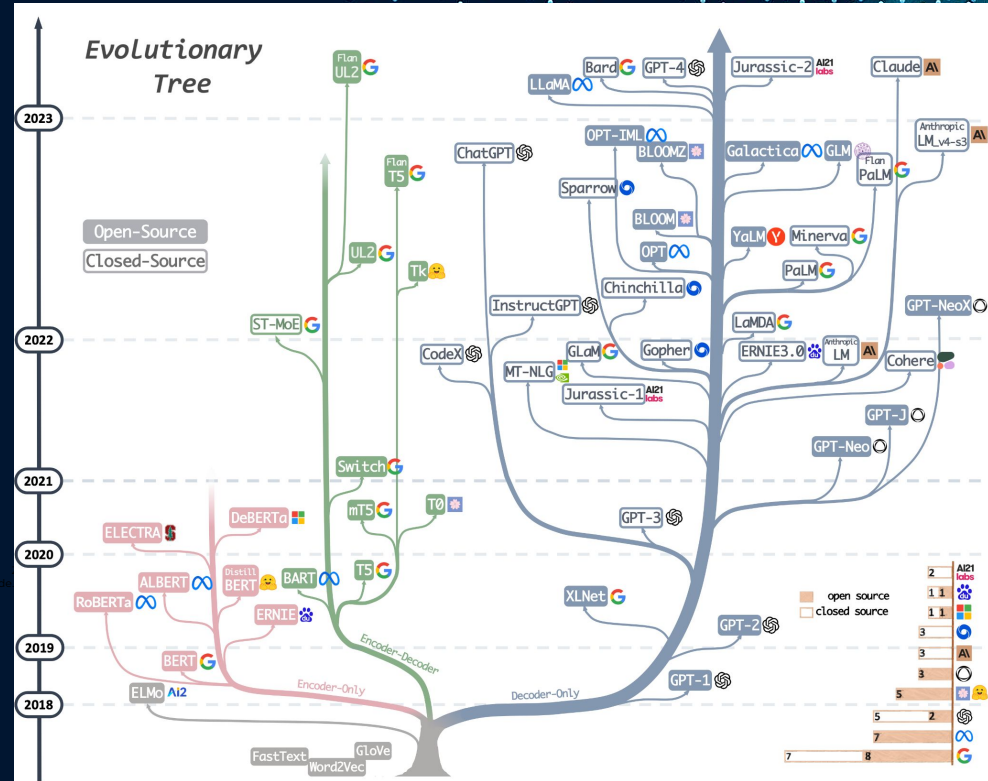 Evolutionary
Tree
Flan
UL2
Bard
GPT-4
Jurassic-2
AI21
labs
Claude
A\
LLaMA
2023
OPT-IML
BLOOMZ
Galactica
GLM
Anthropic
LM_v4-s3
A\
ChatGPT
Flan
T5
Flan
PaLM
Sparrow
Open-Source
Closed-Source
BLOOM
UL2
OPT
YaLM
Y
Minerva
Tk
PaLM
Chinchilla
InstructGPT
GPT-NeoX
ST-MoE
LaMDA
2022
CodeX
GLaM
Gopher
ERNIE3.0
Anthropic
LM
A\
Cohere
MT-NLG
Jurassic-1
AI21
labs
GPT-J
GPT-Neo
Switch
2021
mT5
T0
DeBERTa
ELECTRA
GPT-3
2020
ALBERT
Distill
BERT
BART
T5
RoBERTa
ERNIE
XLNet
GPT-2
Encoder-Decoder
2019
BERT
GPT-1
ELMo
Ai2
Encoder-Only
Decoder-Only
2018
FastText
GloVe
Word2Vec
open source
closed source
2
AI21
labs
1 1
1 1
3
3
A\
3
5
5 2
7
7 8